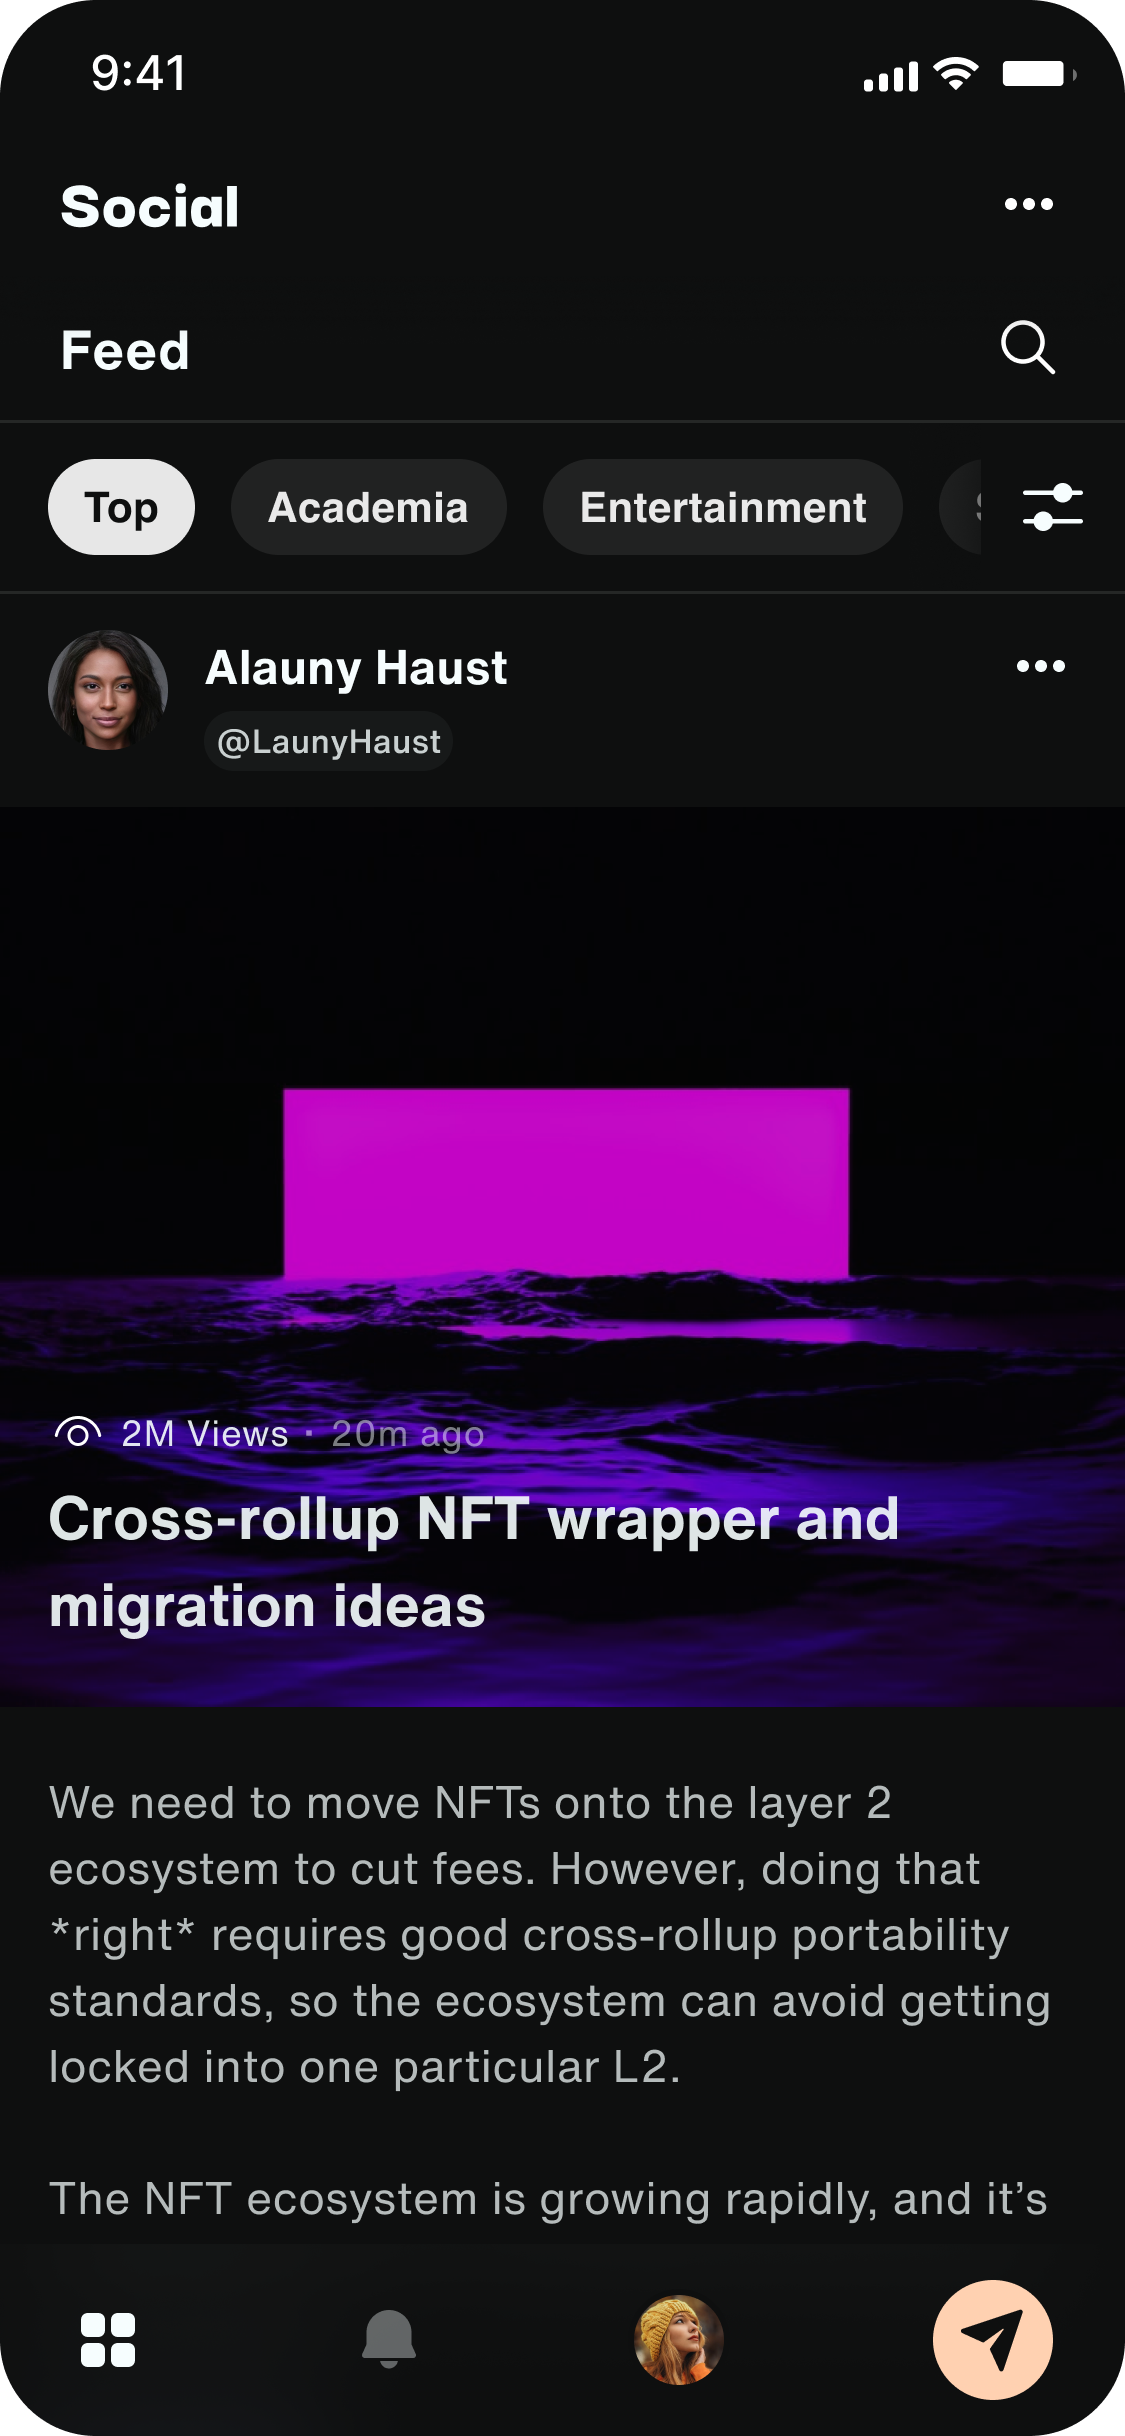 9:41
Social
Feed
Top Academia Entertainment
Alauny Haust
@LaunyHaust
2M Views · 20m ago
Cross-rollup NFT wrapper and
migration ideas
We need to move NFTs onto the layer 2
ecosystem to cut fees. However, doing that
*right* requires good cross-rollup portability
standards, so the ecosystem can avoid getting
locked into one particular L2.
The NFT ecosystem is growing rapidly, and it’s